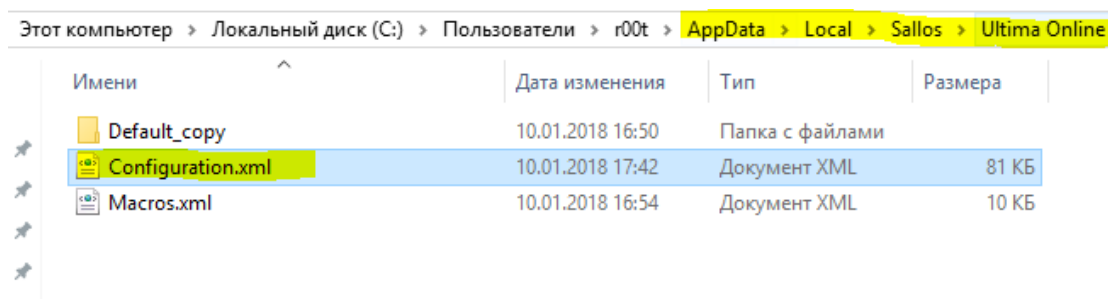 Этот компьютер > Локальный диск (C:) > Пользователи > r00t > AppData > Local > Sallos > Ultima Online
Имени Дата изменения Тип Размера
Default_copy 10.01.2018 16:50 Папка с файлами
Configuration.xml 10.01.2018 17:42 Документ XML 81 КБ
Macros.xml 10.01.2018 16:54 Документ XML 10 КБ